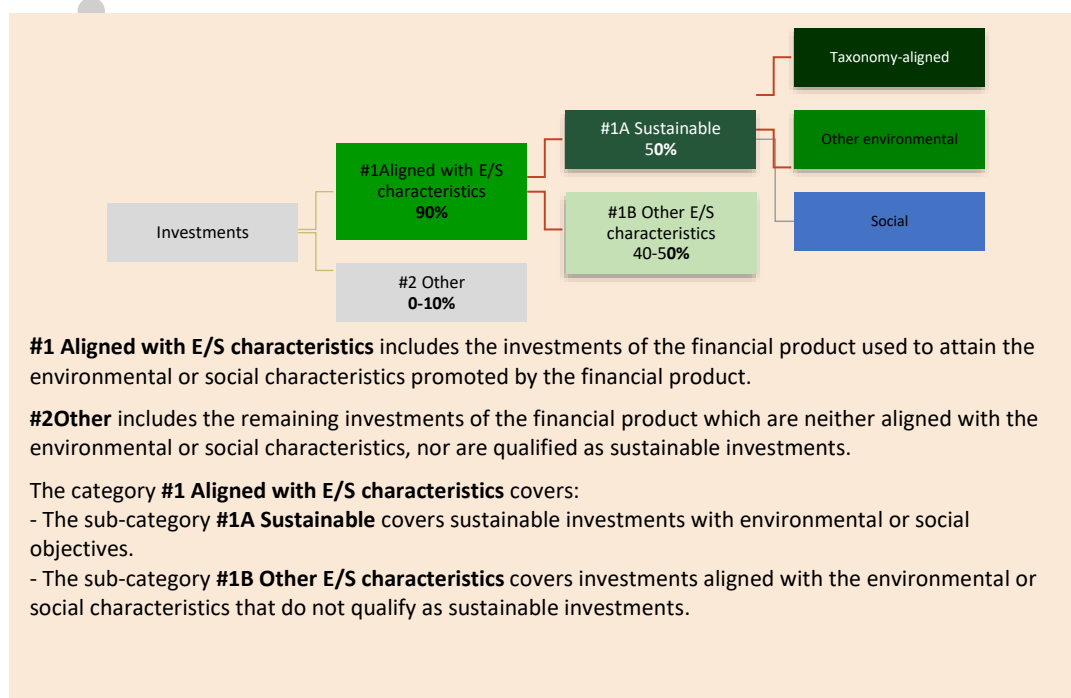 Taxonomy-aligned
#1A Sustainable
50%
Other environmental
#1Aligned with E/S
characteristics
90%
#1B Other E/S
characteristics
40-50%
Social
Investments
#2 Other
0-10%
#1 Aligned with E/S characteristics includes the investments of the financial product used to attain the
environmental or social characteristics promoted by the financial product.
#2Other includes the remaining investments of the financial product which are neither aligned with the
environmental or social characteristics, nor are qualified as sustainable investments.
The category #1 Aligned with E/S characteristics covers:
- The sub-category #1A Sustainable covers sustainable investments with environmental or social
objectives.
- The sub-category #1B Other E/S characteristics covers investments aligned with the environmental or
social characteristics that do not qualify as sustainable investments.